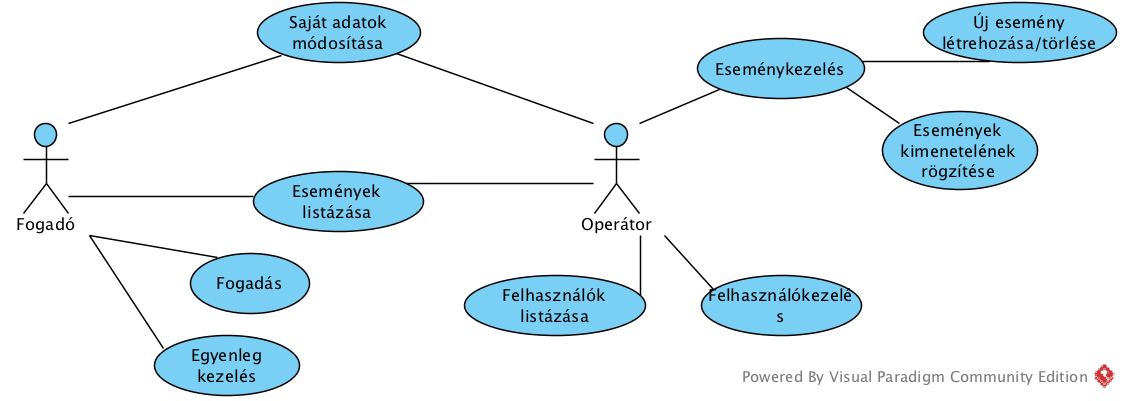 Saját adatok
módosítása
Új esemény
létrehozása/törlése
Eseménykezelés
Események
kimenetelének
rögzítése
Események
listázása
Fogadó
Operátor
Fogadás
Felhasználók
listázása
Felhasználókezelé
s
Egyenleg
kezelés
Powered By Visual Paradigm Community Edition